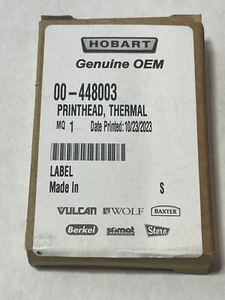 HOBART
Genuine OEM
00-448003
PRINTHEAD, THERMAL
MQ 1 Date Printed: 10/23/2023
LABEL
Made In S
VULCAN WOLF BAXTER
Berkel somat Stero